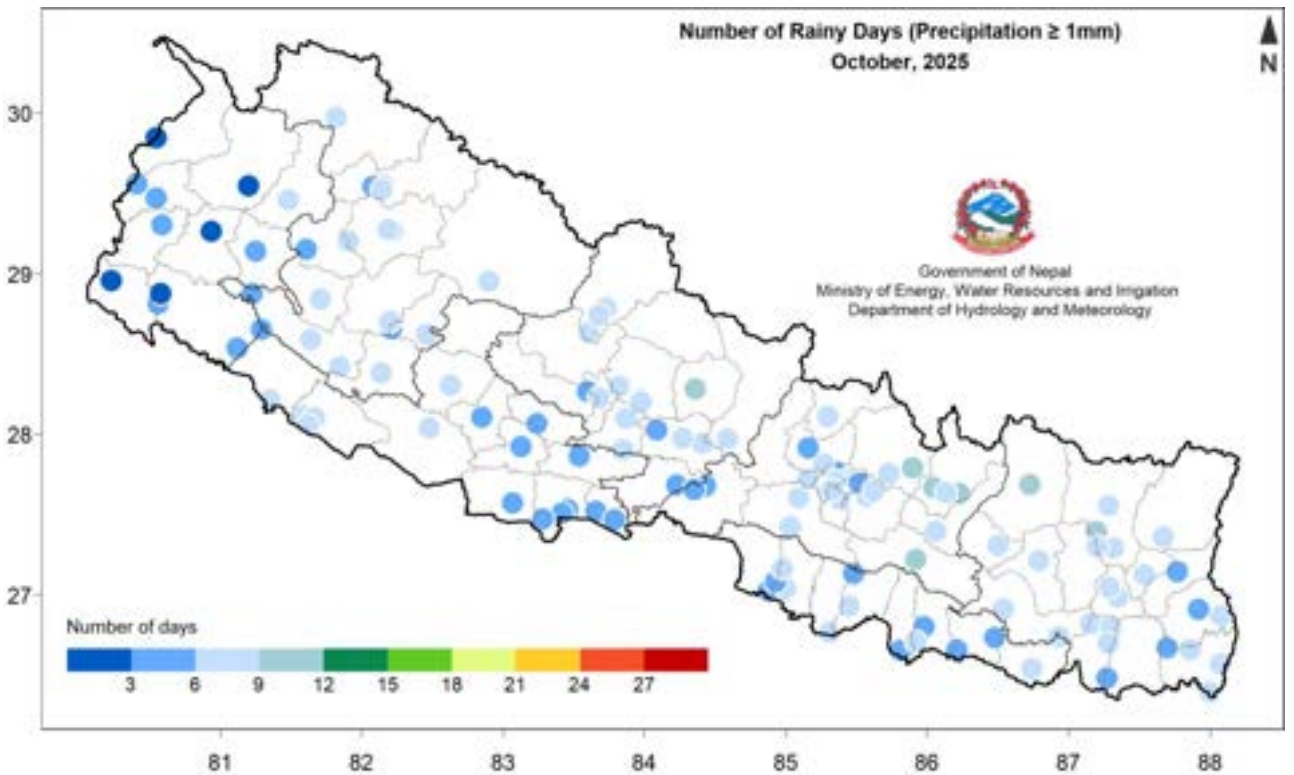 Number of Rainy Days (Precipitation ≥ 1mm)
October, 2025
N
Government of Nepal
Ministry of Energy, Water Resources and Irrigation
Department of Hydrology and Meteorology
30
29
28
27
Number of days
3 6 9 12 15 18 21 24 27
81 82 83 84 85 86 87 88